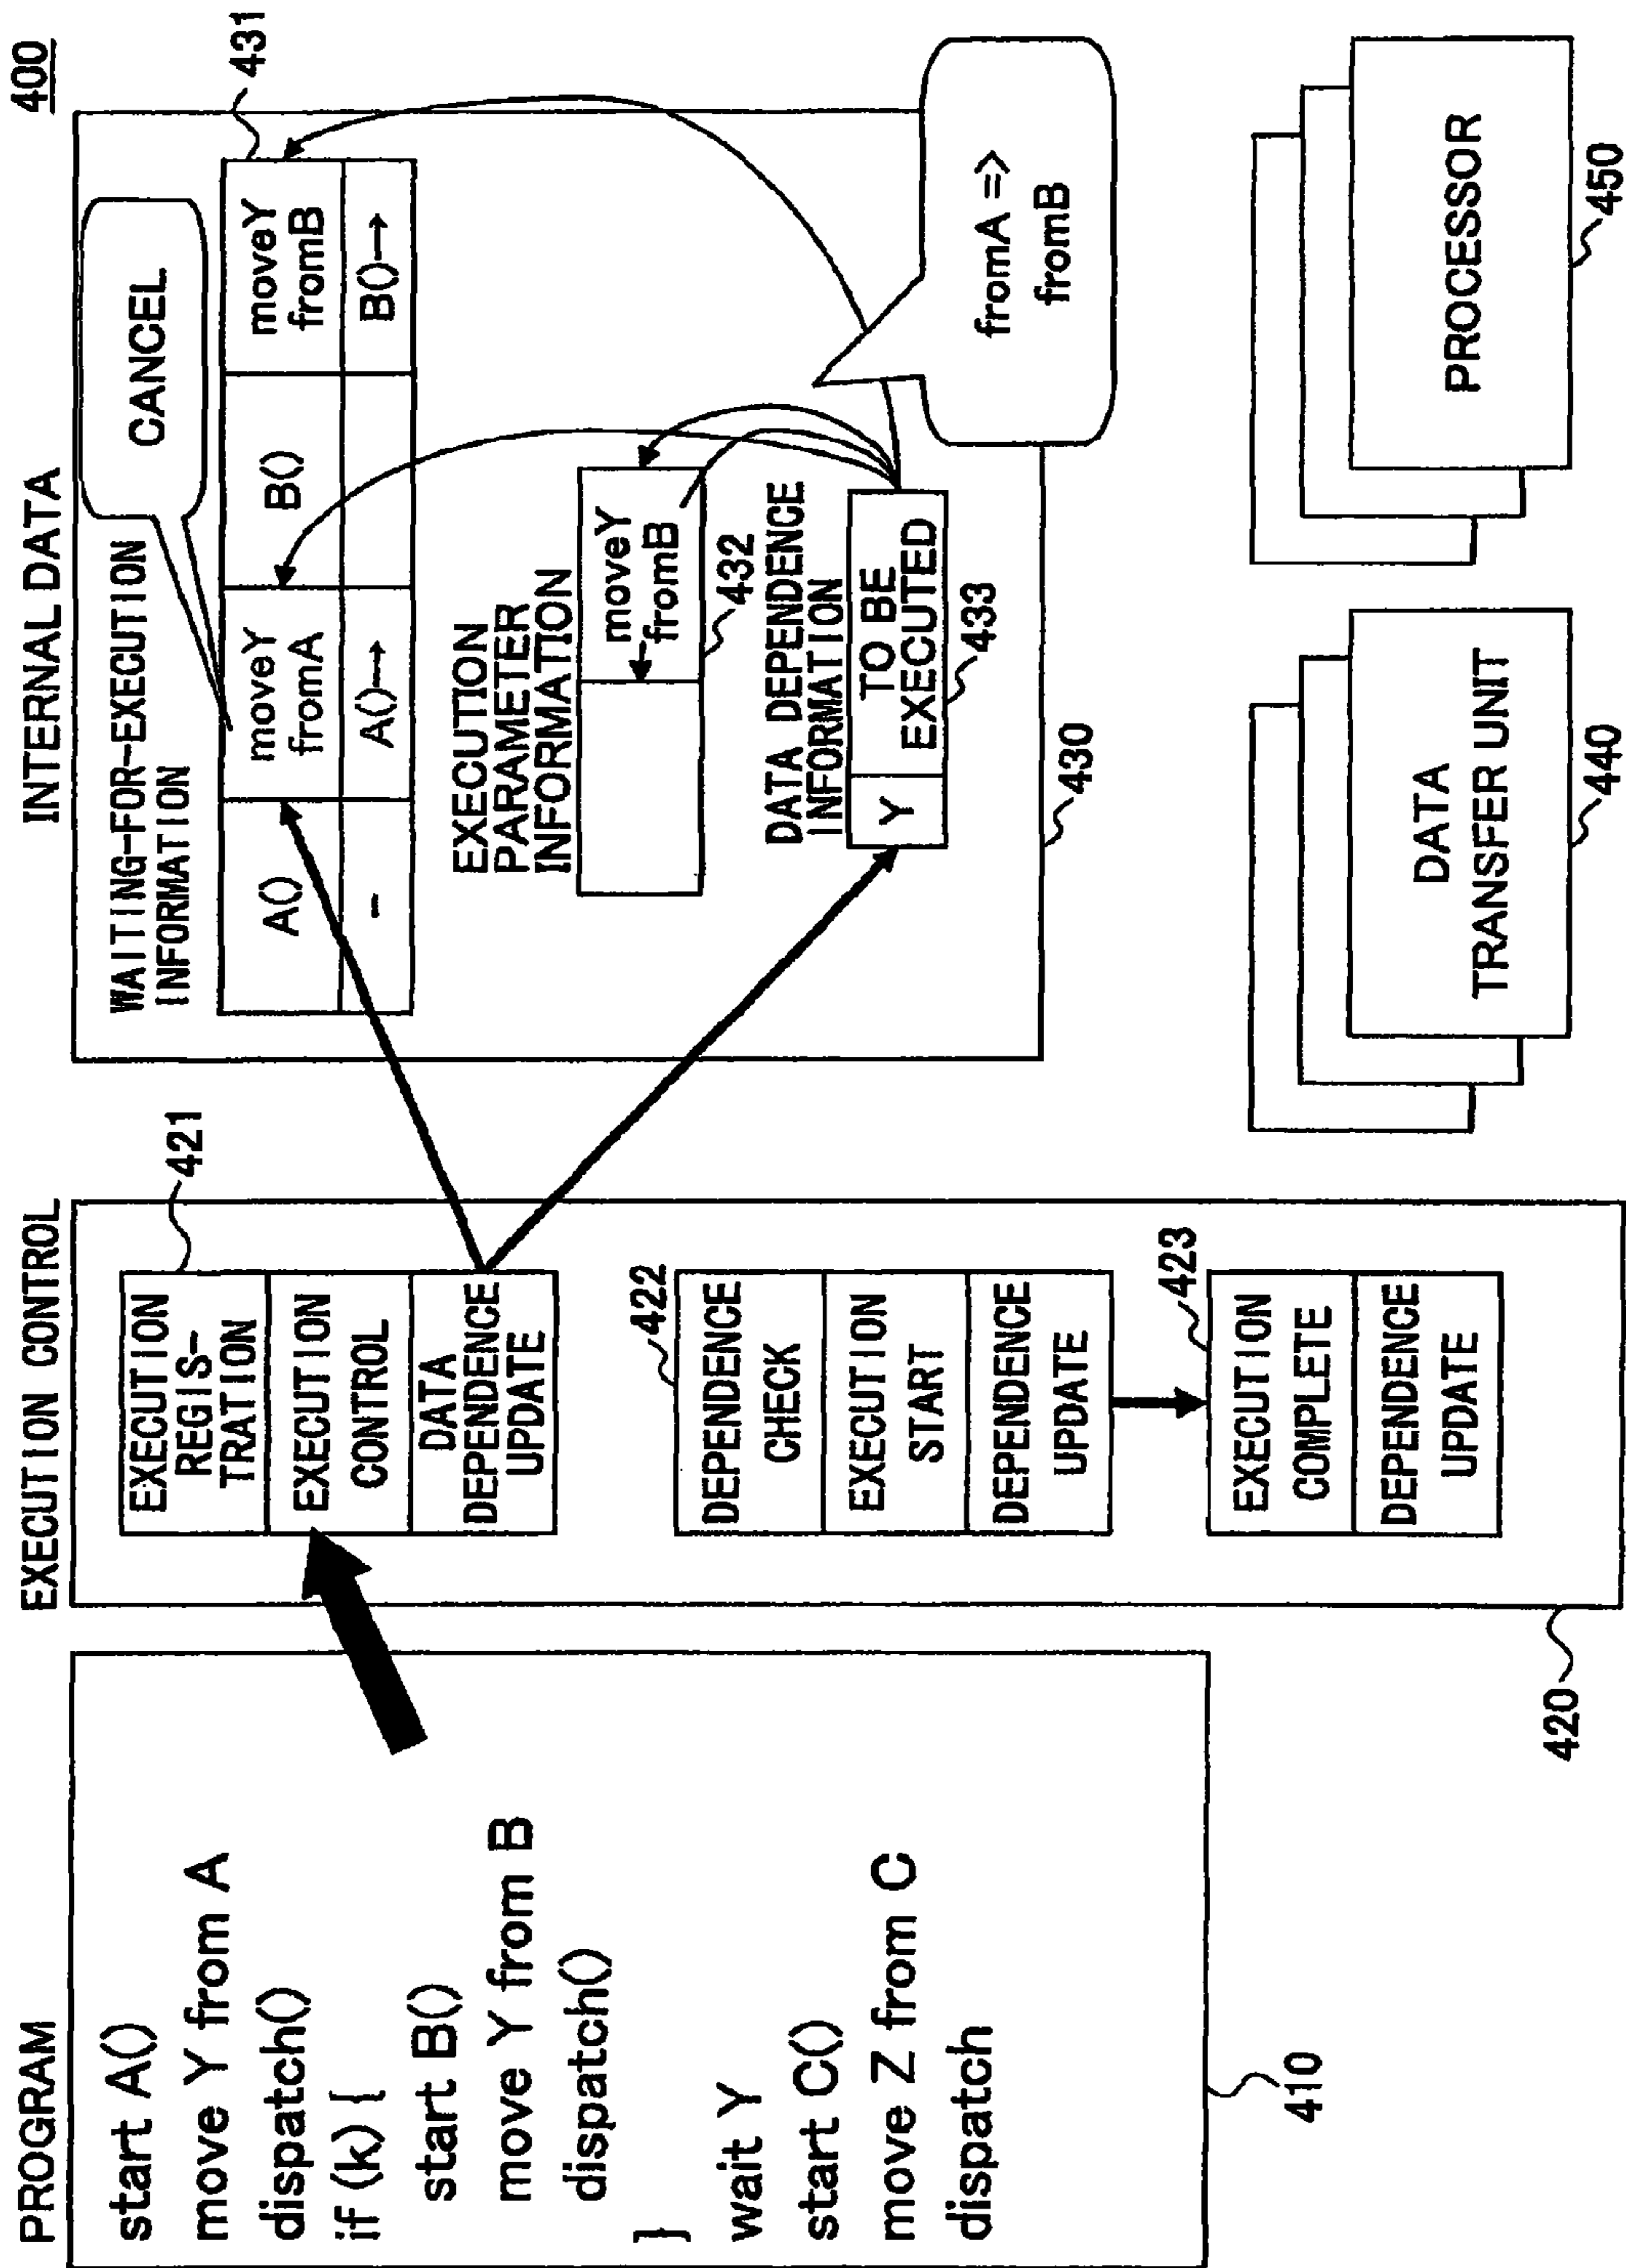 400
PROGRAM
start A()
move Y from A
dispatch()
if (k) {
start B()
move Y from B
dispatch()
}
wait Y
start C()
move Z from C
dispatch
410
EXECUTION CONTROL
421
EXECUTION
REGIS-
TRATION
EXECUTION
CONTROL
DATA
DEPENDENCE
UPDATE
422
DEPENDENCE
CHECK
EXECUTION
START
DEPENDENCE
UPDATE
423
EXECUTION
COMPLETE
DEPENDENCE
UPDATE
420
INTERNAL DATA
WAITING-FOR-EXECUTION
INFORMATION
CANCEL
431
A()
moveY
fromA
B()
moveY
fromB
-
A()→
B()→
EXECUTION
PARAMETER
INFORMATION
moveY
fromB
432
DATA DEPENDENCE
INFORMATION
Y
TO BE
EXECUTED
433
fromA =>
fromB
430
DATA
TRANSFER UNIT
440
PROCESSOR
450